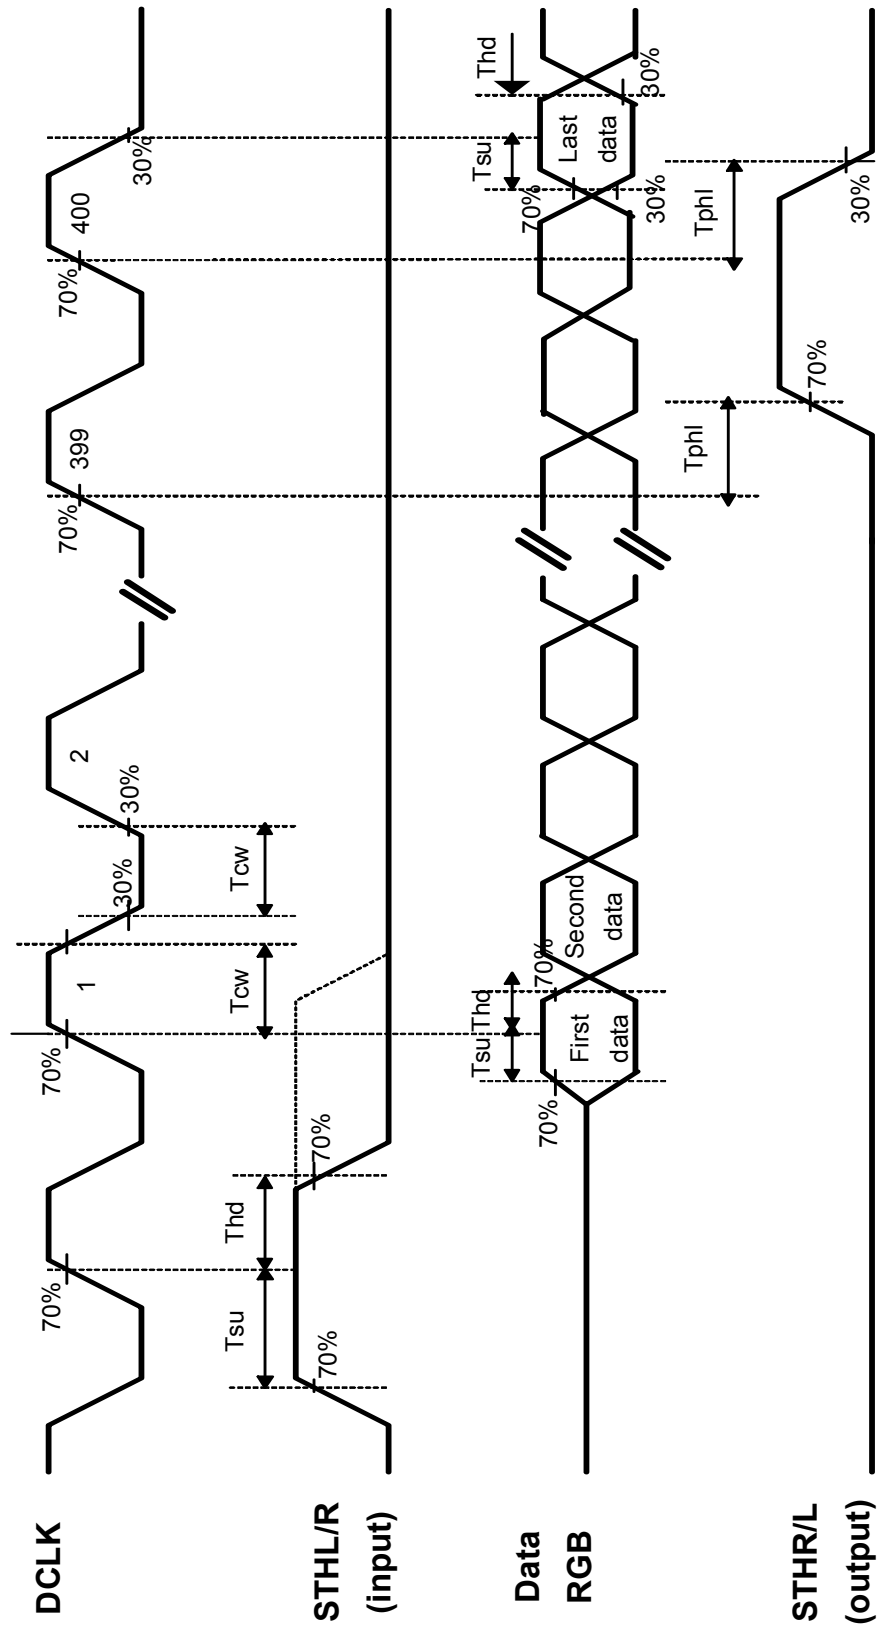 DCLK
70%
70%
1
30%
30%
2
70%
399
70%
400
30%
Tcw
Tcw
STHL/R
(input)
Tsu
Thd
70%
70%
Data
RGB
Tsu
Thd
70%
70%
First
data
Second
data
Tsu
Thd
70%
30%
Last
data
30%
STHR/L
(output)
Tphl
Tphl
70%
30%